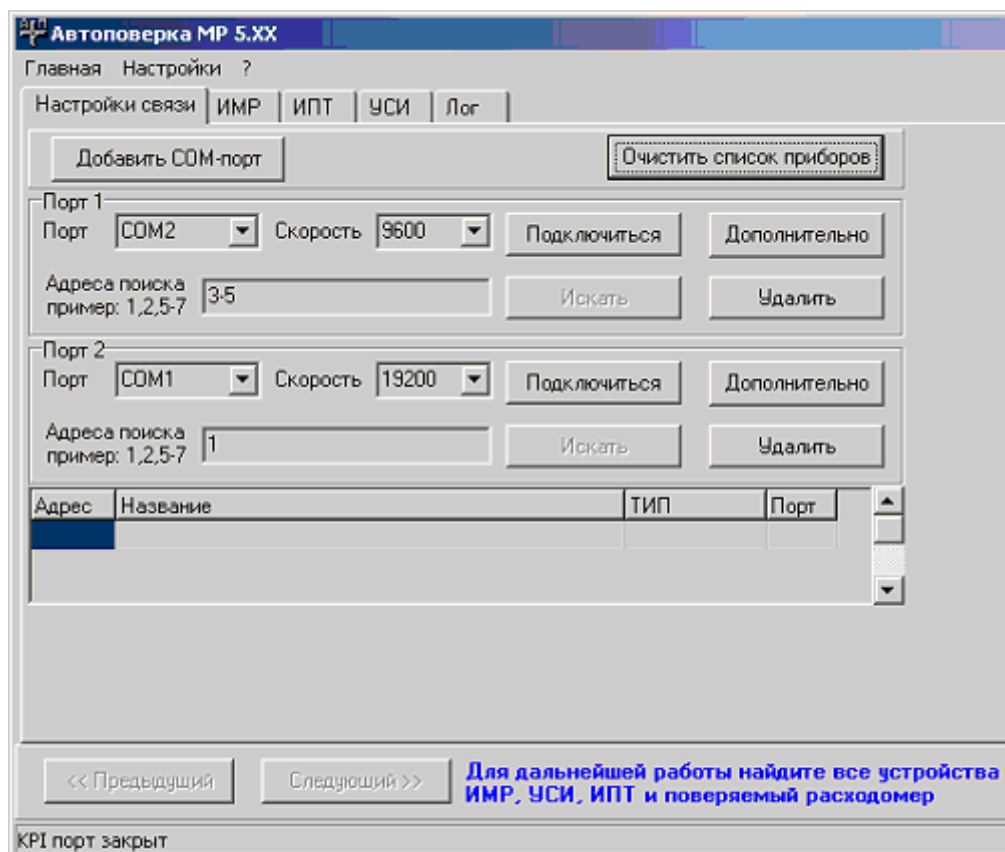 Автоповерка МР 5.XX
Главная Настройки ?
Настройки связи ИМР ИПТ УСИ Лог
Добавить COM-порт Очистить список приборов
Порт 1
Порт COM2 Скорость 9600 Подключиться Дополнительно
Адреса поиска
пример: 1,2,5-7 3-5 Искать Удалить
Порт 2
Порт COM1 Скорость 19200 Подключиться Дополнительно
Адреса поиска
пример: 1,2,5-7 1 Искать Удалить
Адрес Название ТИП Порт
<< Предыдущий Следующий >> Для дальнейшей работы найдите все устройства
ИМР, УСИ, ИПТ и поверяемый расходомер
KPI порт закрыт